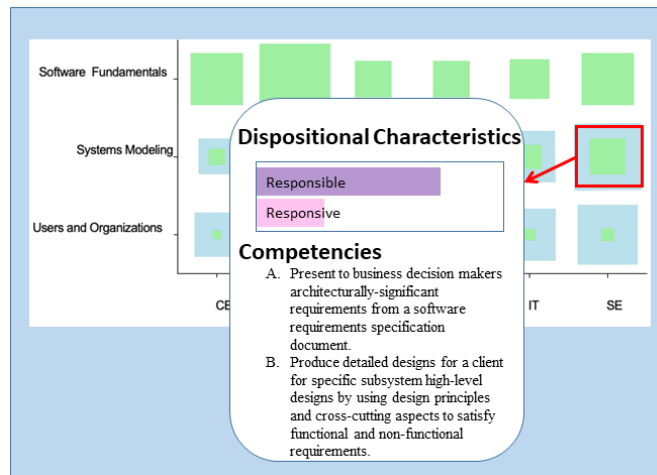 Software Fundamentals
Systems Modeling
Users and Organizations
Dispositional Characteristics
Responsible
Responsive
Competencies
A. Present to business decision makers
architecturally-significant
requirements from a software
requirements specification
document.
B. Produce detailed designs for a client
for specific subsystem high-level
designs by using design principles
and cross-cutting aspects to satisfy
functional and non-functional
requirements.
IT
SE